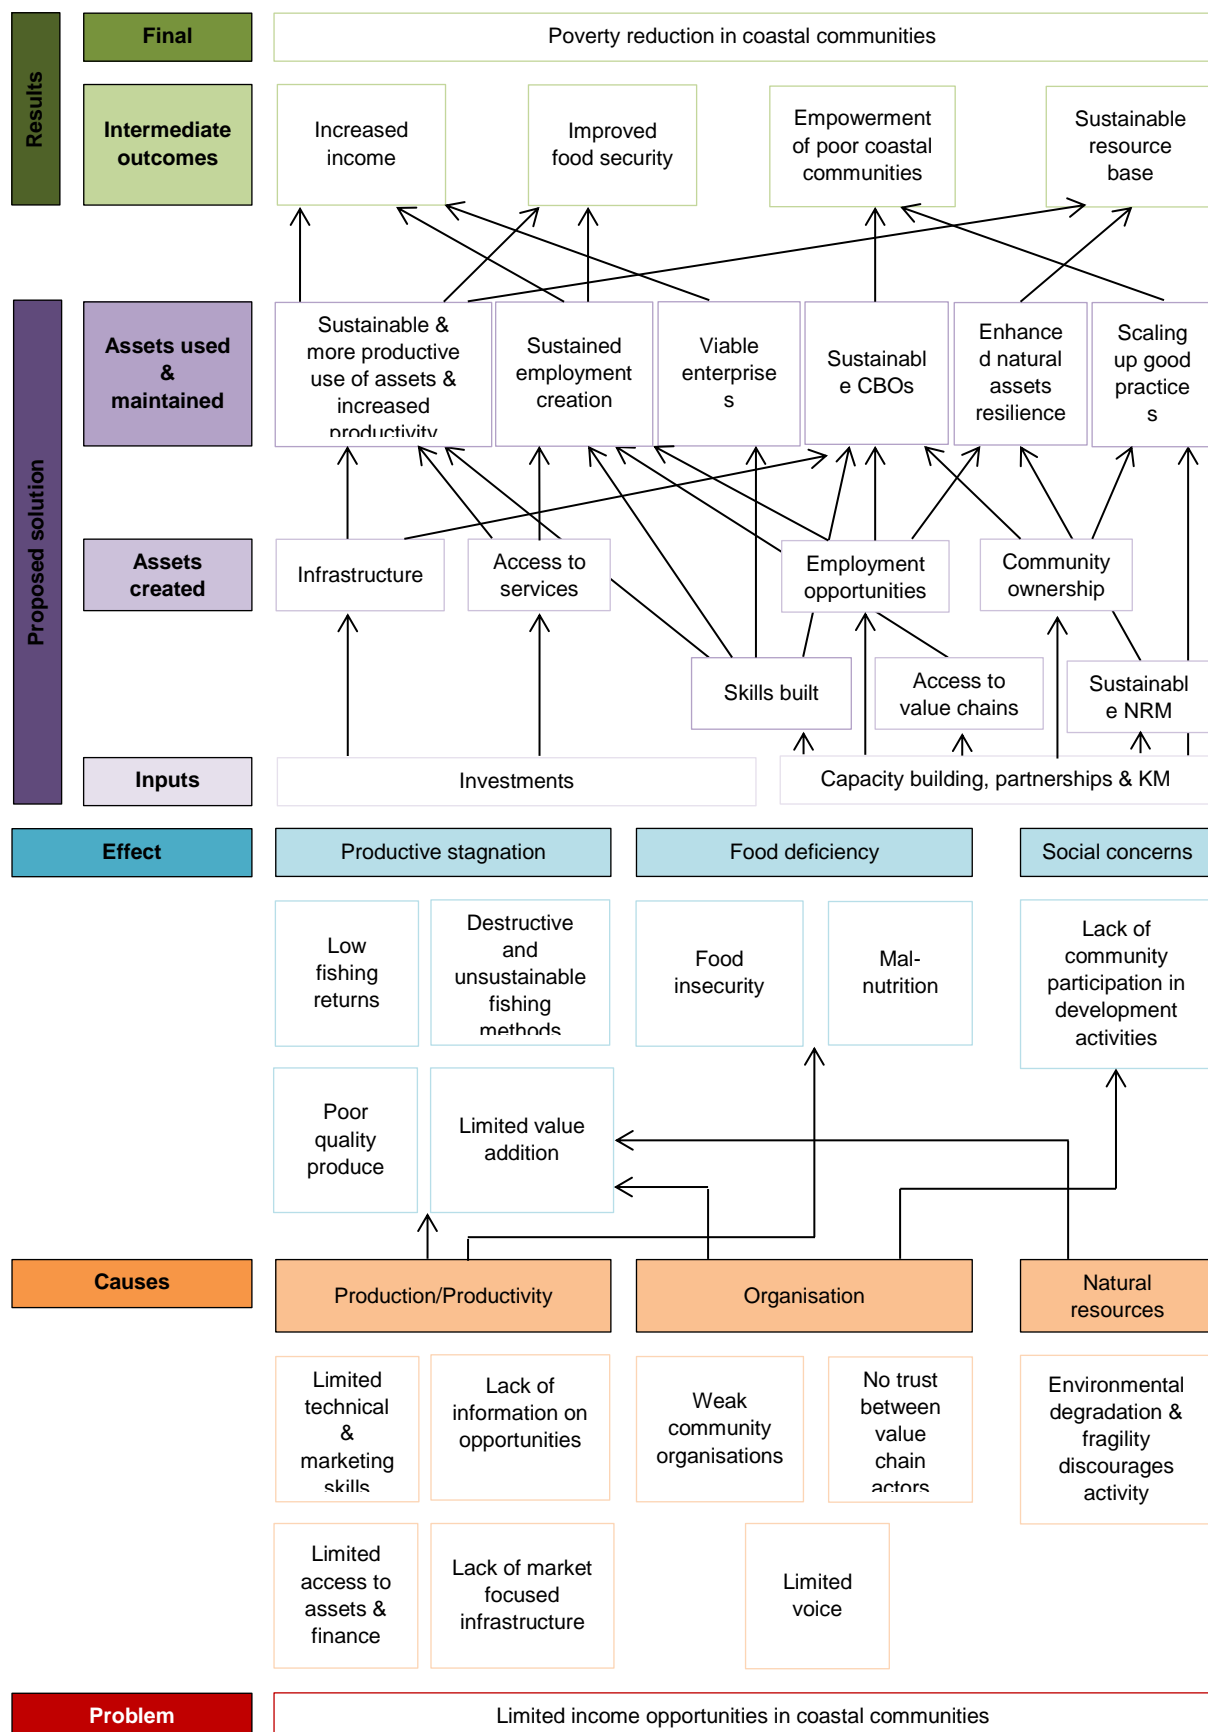 Results
Final
Poverty reduction in coastal communities
Intermediate
outcomes
Increased
income
Improved
food security
Empowerment
of poor coastal
communities
Sustainable
resource
base
Proposed solution
Assets used
&
maintained
Sustainable &
more productive
use of assets &
increased
productivity
Sustained
employment
creation
Viable
enterprise
s
Sustainabl
e CBOs
Enhance
d natural
assets
resilience
Scaling
up good
practice
s
Assets
created
Infrastructure
Access to
services
Employment
opportunities
Community
ownership
Skills built
Access to
value chains
Sustainabl
e NRM
Inputs
Investments
Capacity building, partnerships & KM
Effect
Productive stagnation
Food deficiency
Social concerns
Low
fishing
returns
Destructive
and
unsustainable
fishing
methods
Food
insecurity
Mal-
nutrition
Lack of
community
participation in
development
activities
Poor
quality
produce
Limited value
addition
Causes
Production/Productivity
Organisation
Natural
resources
Limited
technical
&
marketing
skills
Lack of
information on
opportunities
Weak
community
organisations
No trust
between
value
chain
actors
Environmental
degradation &
fragility
discourages
activity
Limited
access to
assets &
finance
Lack of market
focused
infrastructure
Limited
voice
Problem
Limited income opportunities in coastal communities